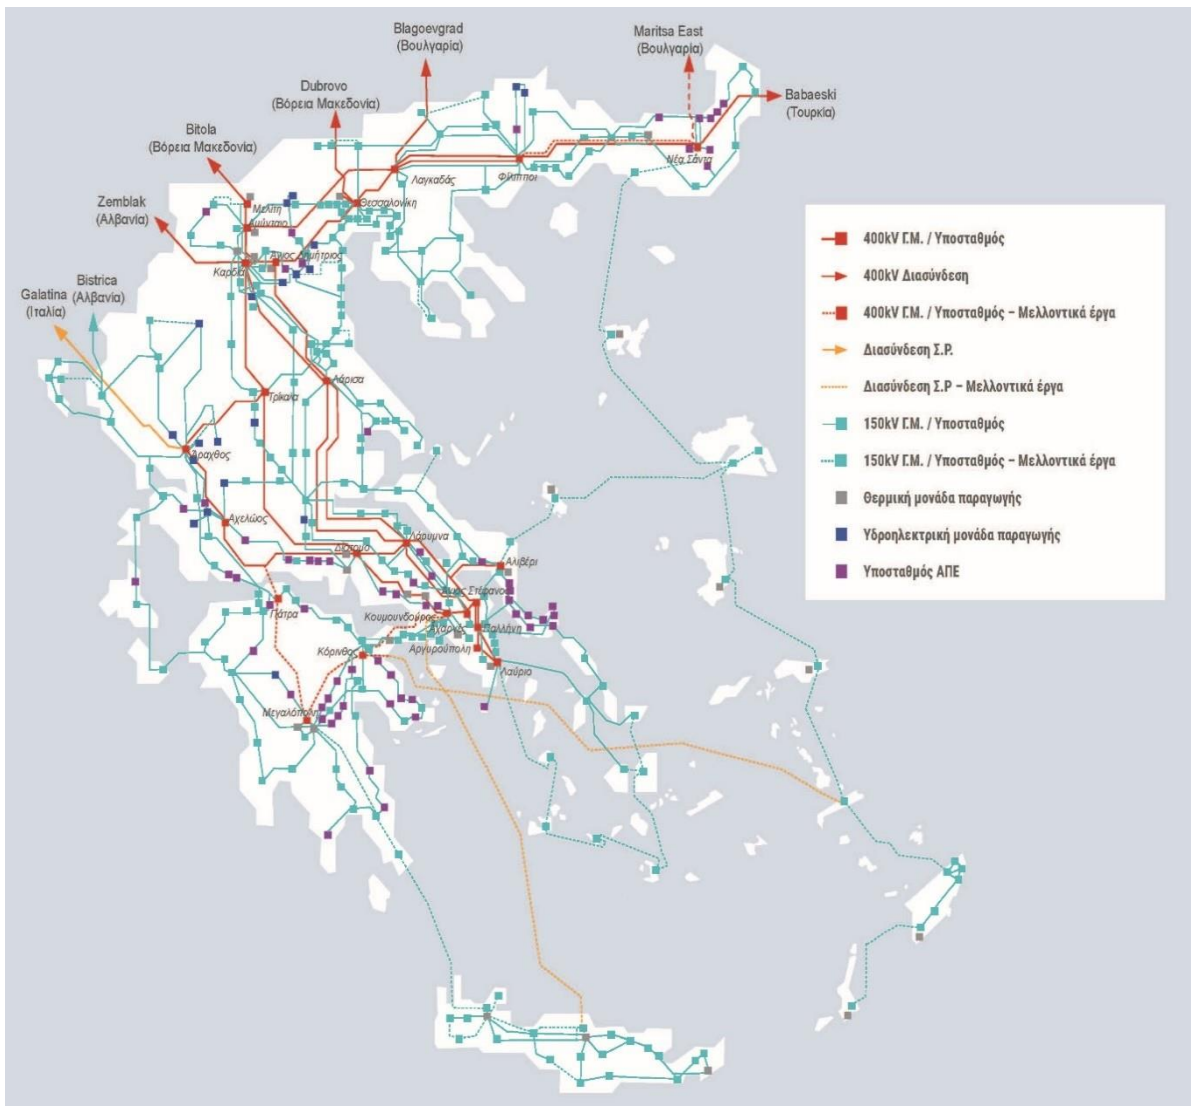 Blagoevgrad
(Βουλγαρία)
Maritsa East
(Βουλγαρία)
Dubrovo
(Βόρεια Μακεδονία)
Babaeski
(Τουρκία)
Bitola
(Βόρεια Μακεδονία)
Zemblak
(Αλβανία)
Bistrica
(Αλβανία)
Galatina
(Ιταλία)
Λαγκαδάς
Φίλιπποι
Νέα Σάντα
Θεσσαλονίκη
Μελίτη
Αμύνταιο
Άγιος Δημήτριος
Καρδιά
Λάρισα
Τρίκαλα
Άραχθος
Αχελώος
Δίστομο
Λάρυμνα
Αλιβέρι
Άγιος Στέφανος
Πάτρα
Κουμουνδούρος
Αχαρνές
Παλλήνη
Αργυρούπολη
Κόρινθος
Λαύριο
Μεγαλόπολη
400kV Γ.Μ. / Υποσταθμός
400kV Διασύνδεση
400kV Γ.Μ. / Υποσταθμός – Μελλοντικά έργα
Διασύνδεση Σ.Ρ.
Διασύνδεση Σ.Ρ – Μελλοντικά έργα
150kV Γ.Μ. / Υποσταθμός
150kV Γ.Μ. / Υποσταθμός – Μελλοντικά έργα
Θερμική μονάδα παραγωγής
Υδροηλεκτρική μονάδα παραγωγής
Υποσταθμός ΑΠΕ